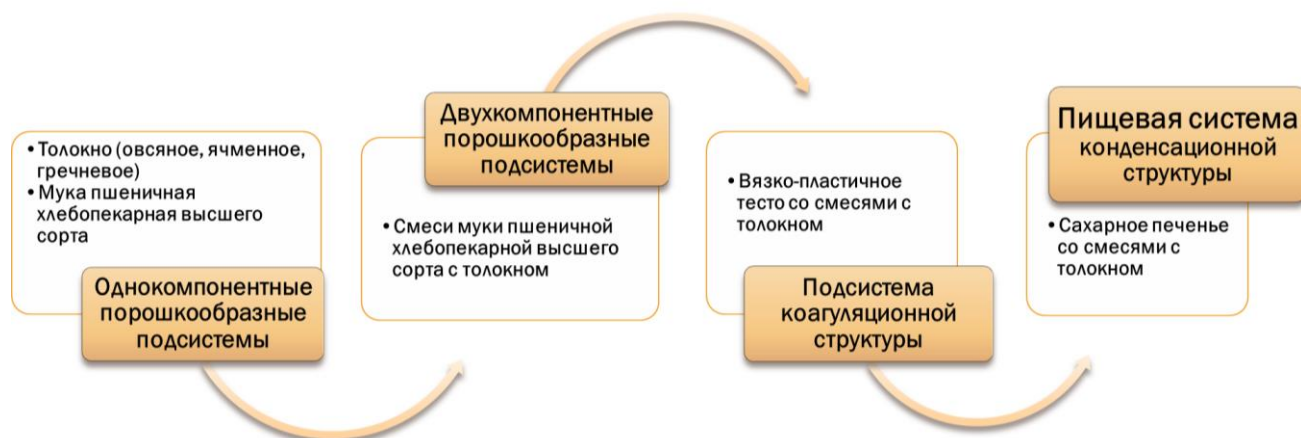 • Толокно (овсяное, ячменное,
гречневое)
• Мука пшеничная
хлебопекарная высшего
сорта
Однокомпонентные
порошкообразные
подсистемы
Двухкомпонентные
порошкообразные
подсистемы
• Смеси муки пшеничной
хлебопекарной высшего
сорта с толокном
• Вязко-пластичное
тесто со смесями с
толокном
Подсистема
коагуляционной
структуры
Пищевая система
конденсационной
структуры
• Сахарное печенье
со смесями с
толокном